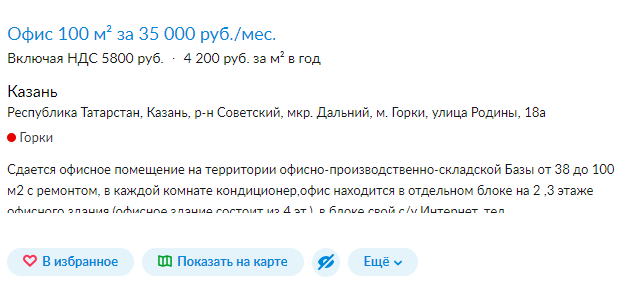 Офис 100 м² за 35 000 руб./мес.
Включая НДС 5800 руб. · 4 200 руб. за м² в год
Казань
Республика Татарстан, Казань, р-н Советский, мкр. Дальний, м. Горки, улица Родины, 18а
Горки
Сдается офисное помещение на территории офисно-производственно-складской Базы от 38 до 100
м2 с ремонтом, в каждой комнате кондиционер,офис находится в отдельном блоке на 2 ,3 этаже
офисного здания (офисное здание состоит из 4 эт.), в блоке свой с/у Интернет, тел
В избранное Показать на карте Ещё